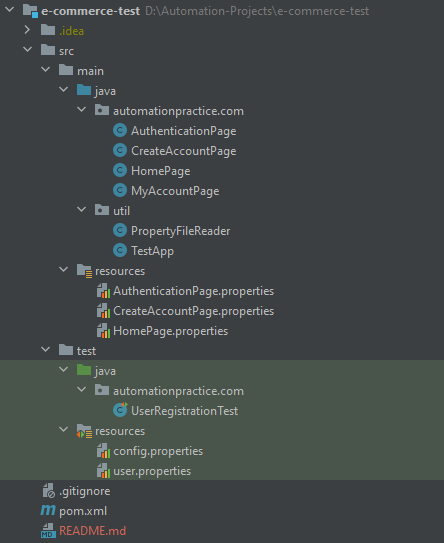 e-commerce-test D:\Automation-Projects\e-commerce-test
.idea
src
main
java
automationpractice.com
AuthenticationPage
CreateAccountPage
HomePage
MyAccountPage
util
PropertyFileReader
TestApp
resources
AuthenticationPage.properties
CreateAccountPage.properties
HomePage.properties
test
java
automationpractice.com
UserRegistrationTest
resources
config.properties
user.properties
.gitignore
pom.xml
README.md